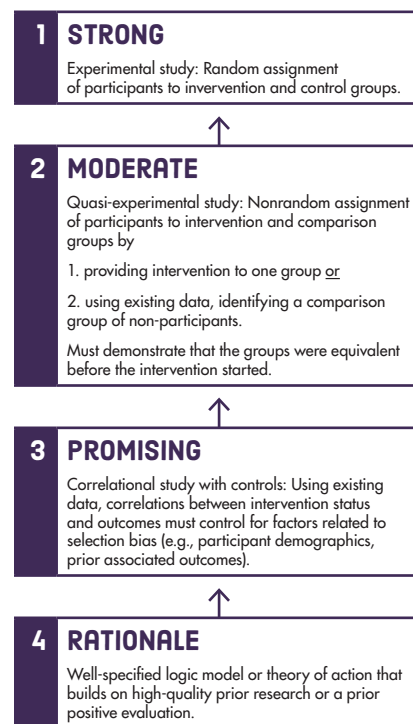 1 STRONG
Experimental study: Random assignment
of participants to invervention and control groups.
2 MODERATE
Quasi-experimental study: Nonrandom assignment
of participants to intervention and comparison
groups by
1. providing intervention to one group or
2. using existing data, identifying a comparison
group of non-participants.
Must demonstrate that the groups were equivalent
before the intervention started.
3 PROMISING
Correlational study with controls: Using existing
data, correlations between intervention status
and outcomes must control for factors related to
selection bias (e.g., participant demographics,
prior associated outcomes).
4 RATIONALE
Well-specified logic model or theory of action that
builds on high-quality prior research or a prior
positive evaluation.